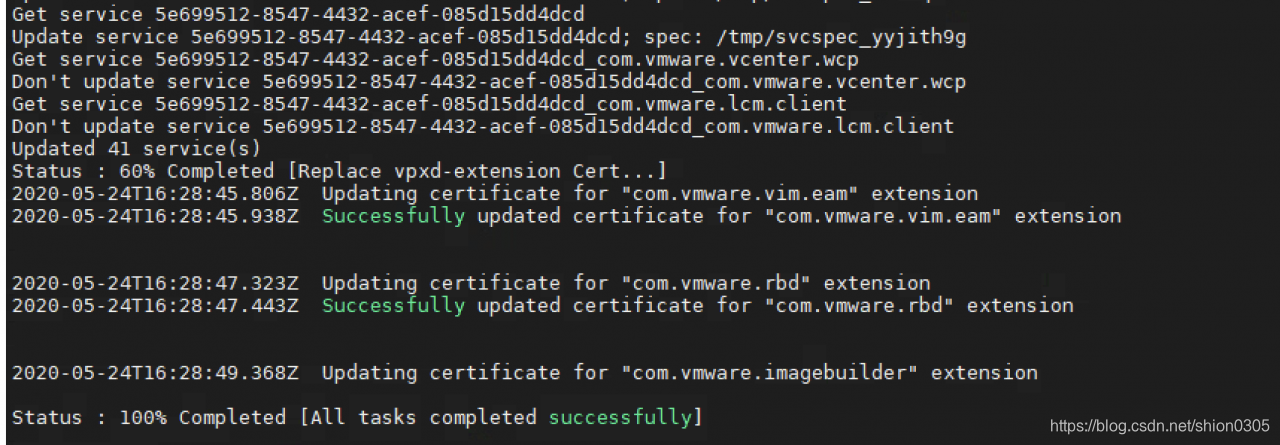 Get service 5e699512-8547-4432-acef-085d15dd4dcd
Update service 5e699512-8547-4432-acef-085d15dd4dcd; spec: /tmp/svcspec_yyjith9g
Get service 5e699512-8547-4432-acef-085d15dd4dcd_com.vmware.vcenter.wcp
Don't update service 5e699512-8547-4432-acef-085d15dd4dcd_com.vmware.vcenter.wcp
Get service 5e699512-8547-4432-acef-085d15dd4dcd_com.vmware.lcm.client
Don't update service 5e699512-8547-4432-acef-085d15dd4dcd_com.vmware.lcm.client
Updated 41 service(s)
Status : 60% Completed [Replace vpxd-extension Cert...]
2020-05-24T16:28:45.806Z  Updating certificate for "com.vmware.vim.eam" extension
2020-05-24T16:28:45.938Z  Successfully updated certificate for "com.vmware.vim.eam" extension
2020-05-24T16:28:47.323Z  Updating certificate for "com.vmware.rbd" extension
2020-05-24T16:28:47.443Z  Successfully updated certificate for "com.vmware.rbd" extension
2020-05-24T16:28:49.368Z  Updating certificate for "com.vmware.imagebuilder" extension
Status : 100% Completed [All tasks completed successfully]
https://blog.csdn.net/shion0305